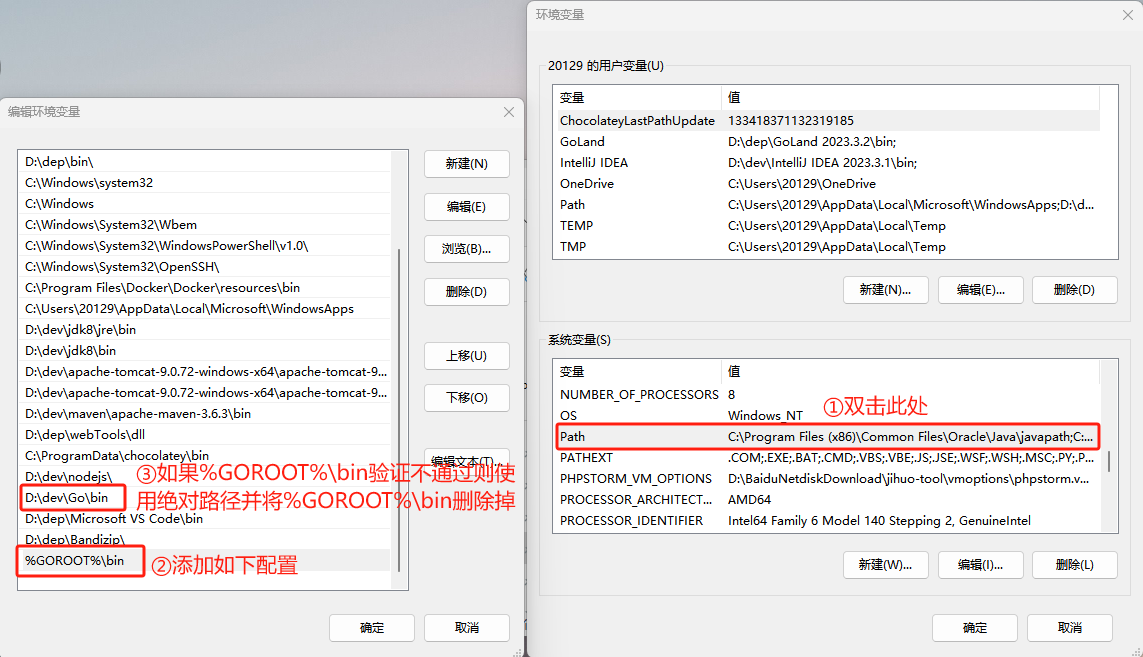 编辑环境变量
D:\dep\bin\
C:\Windows\system32
C:\Windows
C:\Windows\System32\Wbem
C:\Windows\System32\WindowsPowerShell\v1.0\
C:\Windows\System32\OpenSSH\
C:\Program Files\Docker\Docker\resources\bin
C:\Users\20129\AppData\Local\Microsoft\WindowsApps
D:\dev\jdk8\jre\bin
D:\dev\jdk8\bin
D:\dev\apache-tomcat-9.0.72-windows-x64\apache-tomcat-9...
D:\dev\apache-tomcat-9.0.72-windows-x64\apache-tomcat-9...
D:\dev\maven\apache-maven-3.6.3\bin
D:\dep\webTools\dll
C:\ProgramData\chocolatey\bin
D:\dev\nodejs\
D:\dev\Go\bin
D:\dep\Microsoft VS Code\bin
D:\dep\Bandizip\
%GOROOT%\bin
②添加如下配置
③如果%GOROOT%\bin验证不通过则使
用绝对路径并将%GOROOT%\bin删除掉
新建(N)
编辑(E)
浏览(B)...
删除(D)
上移(U)
下移(O)
编辑文本(T)...
确定
取消
环境变量
20129 的用户变量(U)
变量 值
ChocolateyLastPathUpdate 133418371132319185
GoLand D:\dep\GoLand 2023.3.2\bin;
IntelliJ IDEA D:\dev\IntelliJ IDEA 2023.3.1\bin;
OneDrive C:\Users\20129\OneDrive
Path C:\Users\20129\AppData\Local\Microsoft\WindowsApps;D:\d...
TEMP C:\Users\20129\AppData\Local\Temp
TMP C:\Users\20129\AppData\Local\Temp
新建(N)... 编辑(E)... 删除(D)
系统变量(S)
变量 值
NUMBER_OF_PROCESSORS 8
OS Windows_NT
①双击此处
Path C:\Program Files (x86)\Common Files\Oracle\Java\javapath;C:...
PATHEXT .COM;.EXE;.BAT;.CMD;.VBS;.VBE;.JS;.JSE;.WSF;.WSH;.MSC;.PY;.P...
PHPSTORM_VM_OPTIONS D:\BaiduNetdiskDownload\jihuo-tool\vmoptions\phpstorm.v...
PROCESSOR_ARCHITECT... AMD64
PROCESSOR_IDENTIFIER Intel64 Family 6 Model 140 Stepping 2, GenuineIntel
新建(W)... 编辑(I)... 删除(L)
确定 取消